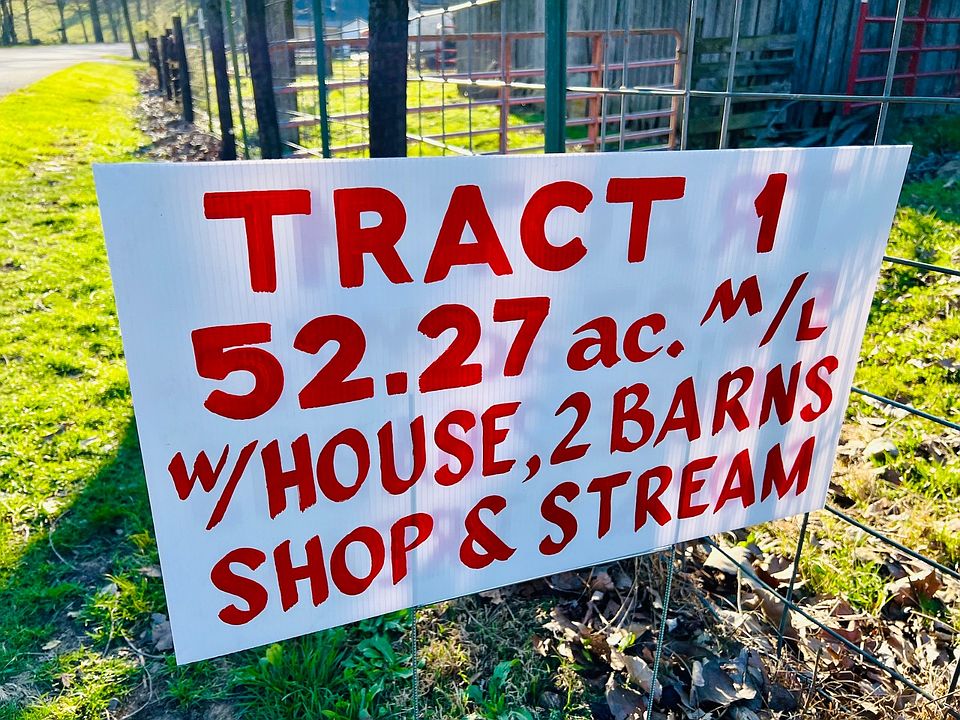 TRACT 1
52.27 ac. M/L
W/HOUSE, 2 BARNS
SHOP & STREAM